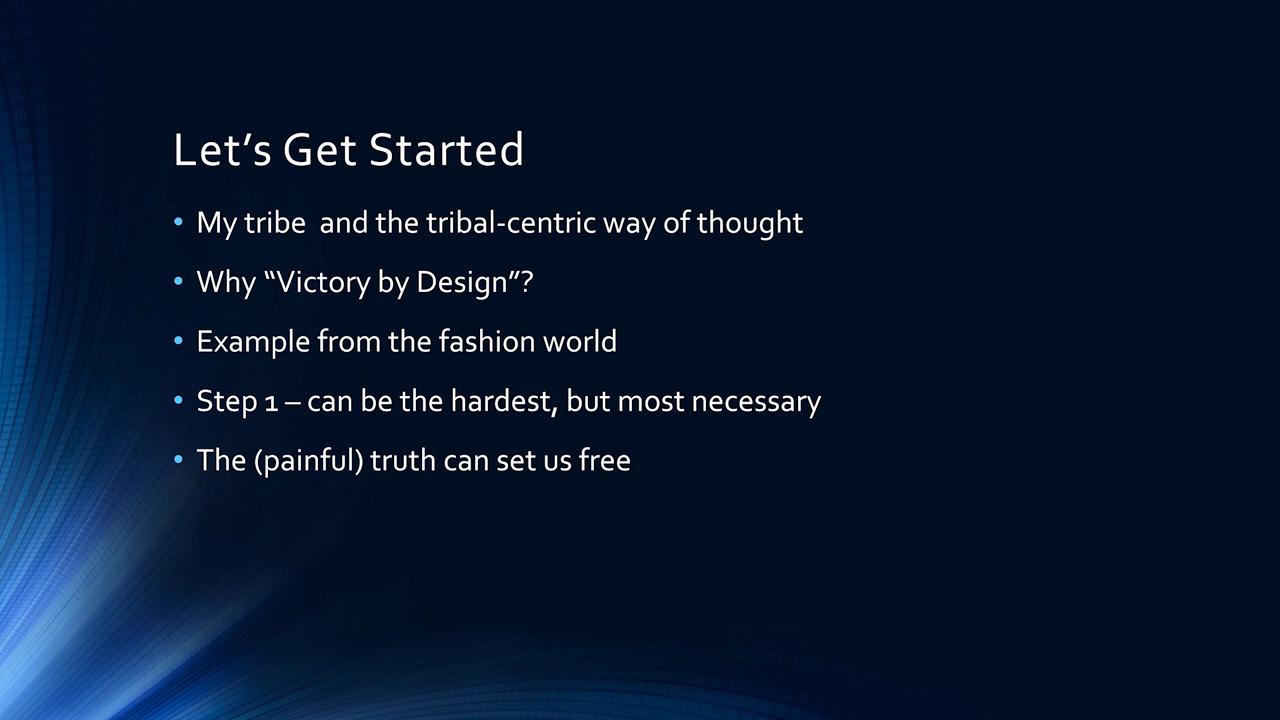 Let’s Get Started
• My tribe  and the tribal-centric way of thought
• Why “Victory by Design”?
• Example from the fashion world
• Step 1 – can be the hardest, but most necessary
• The (painful) truth can set us free